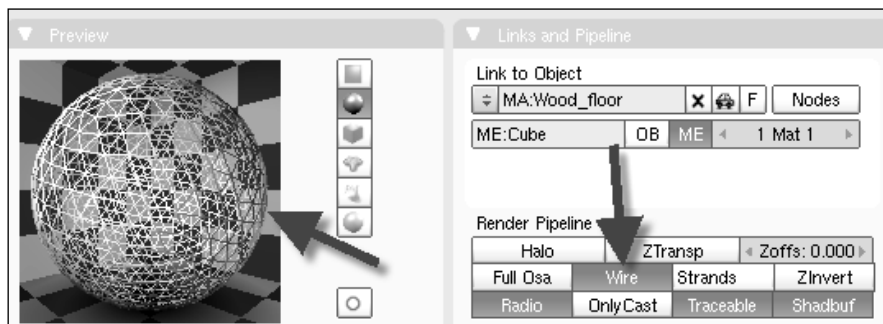 Preview
Links and Pipeline
Link to Object
MA:Wood_floor F Nodes
ME:Cube OB ME 1 Mat 1
Render Pipeline
Halo ZTransp Zoffs: 0.000
Full Osa Wire Strands ZInvert
Radio OnlyCast Traceable Shadbuf